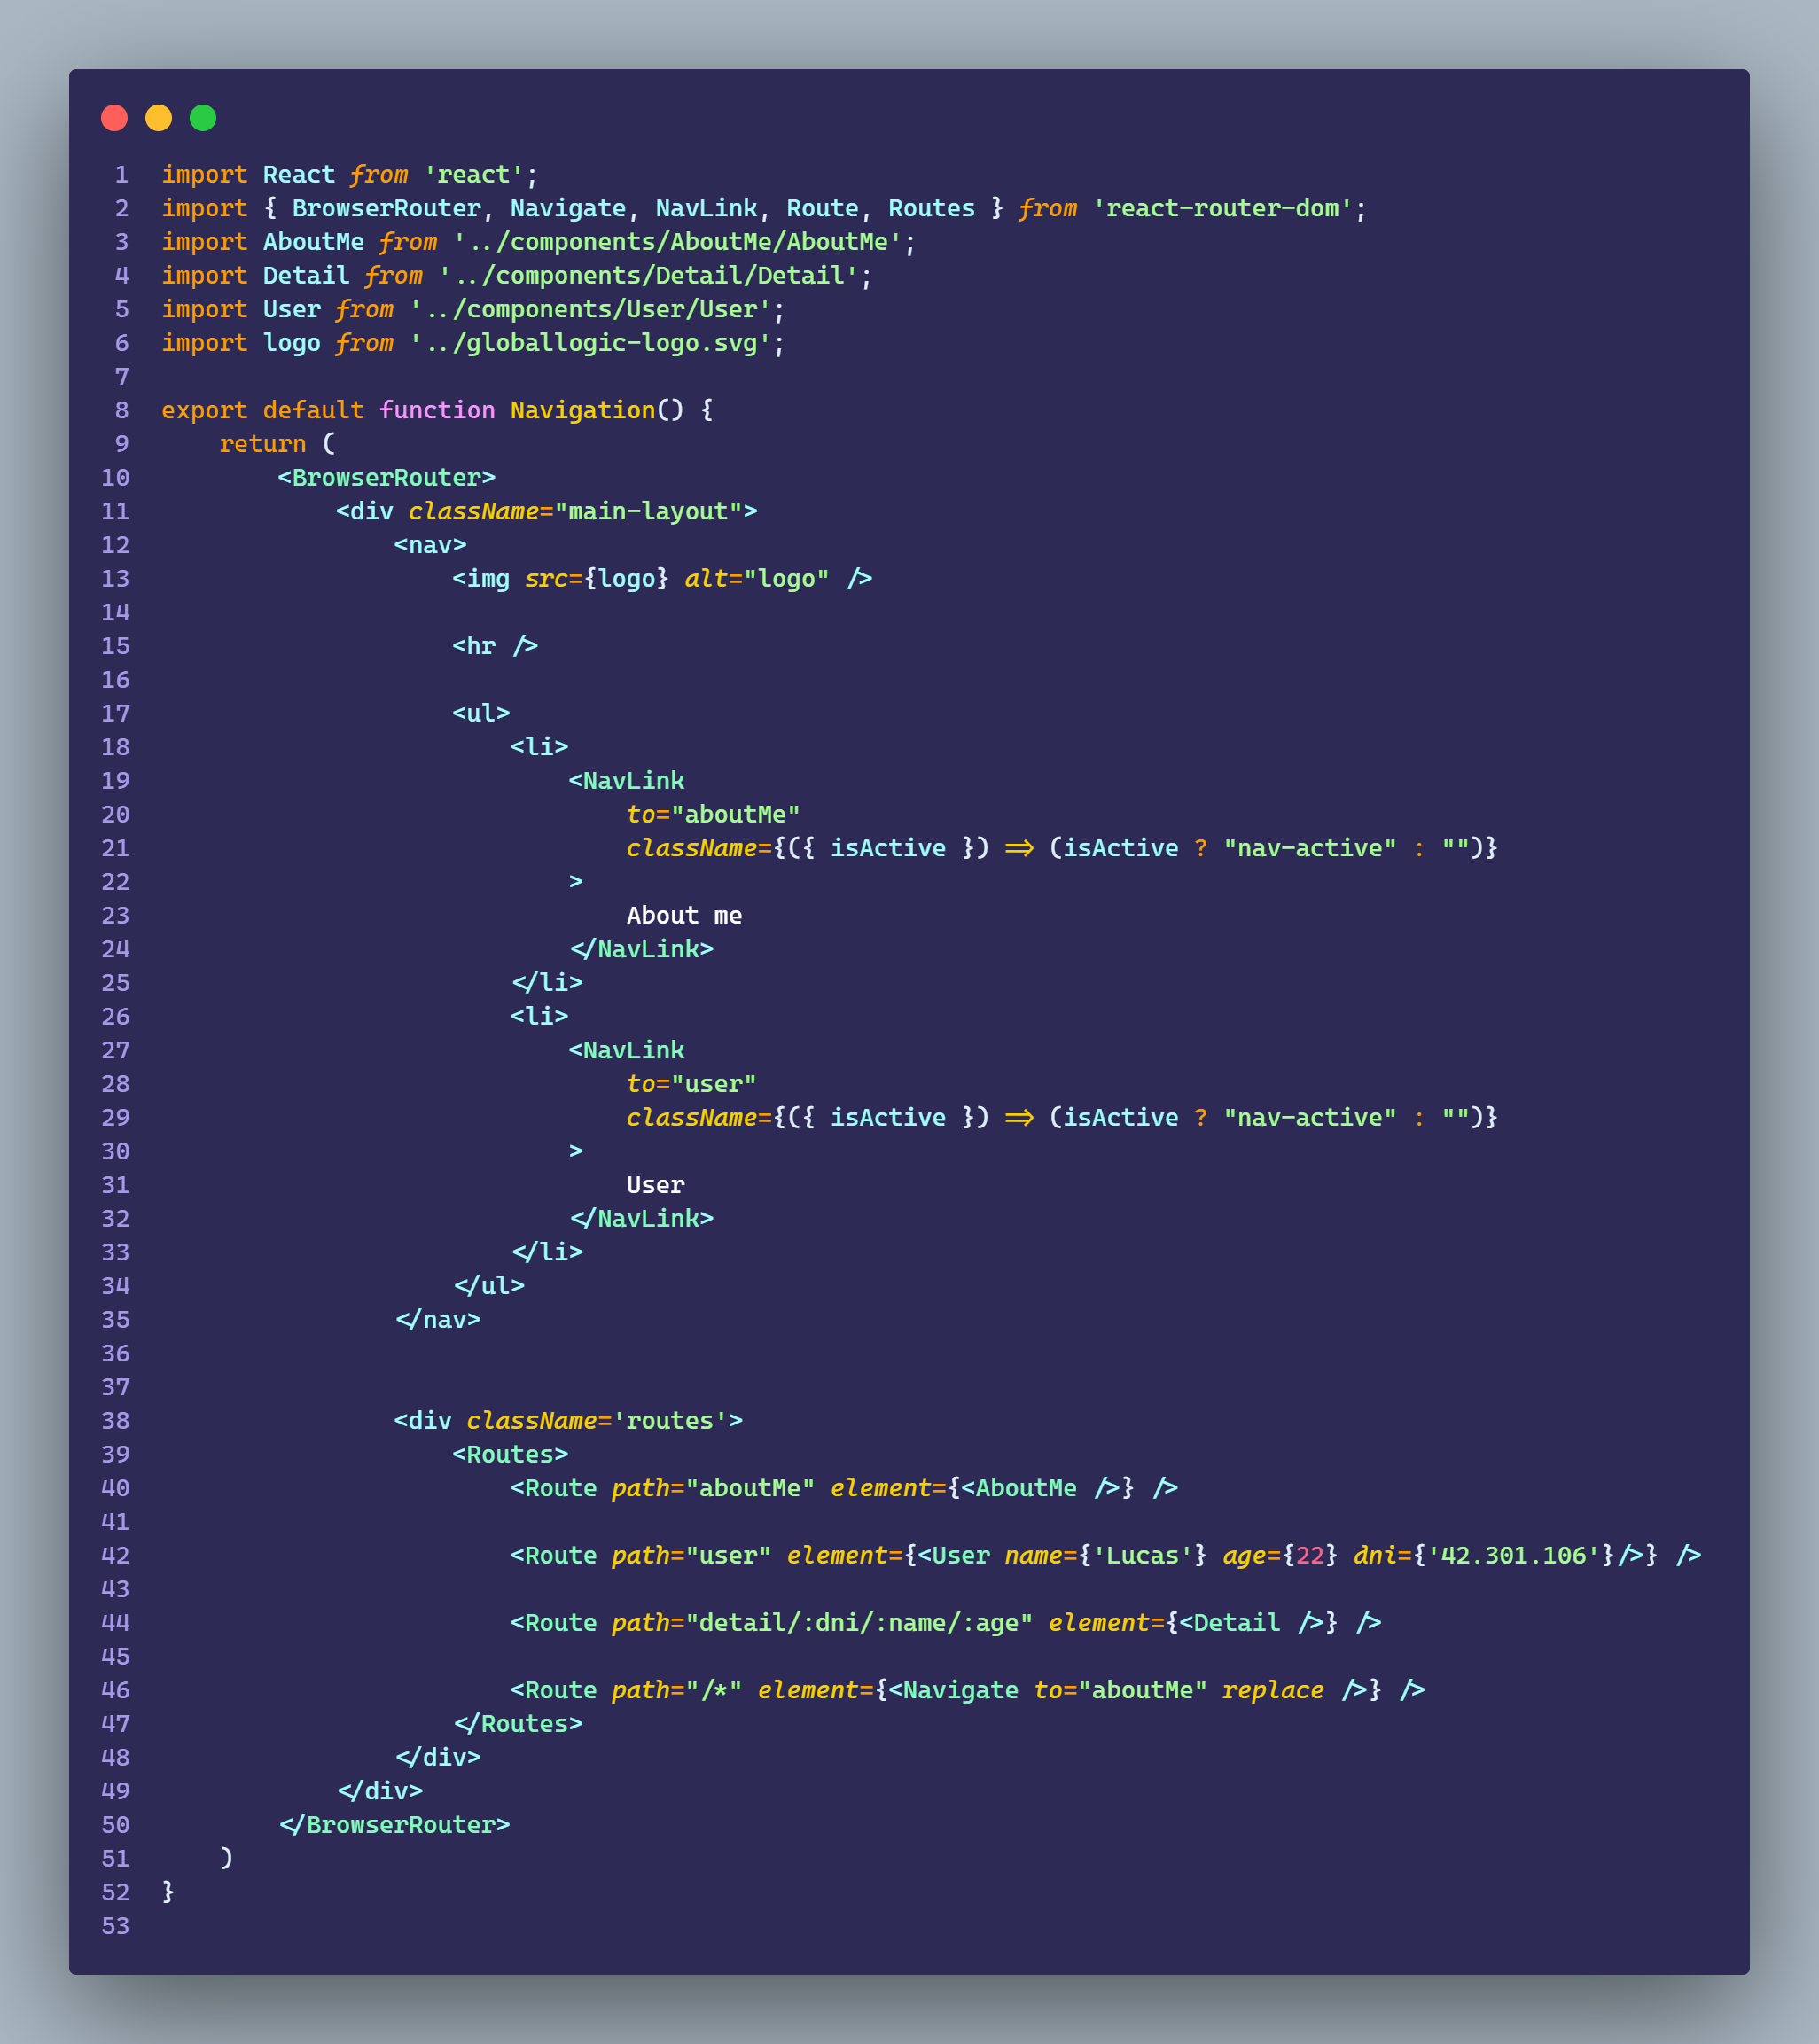 1 import React from 'react';
2 import { BrowserRouter, Navigate, NavLink, Route, Routes } from 'react-router-dom';
3 import AboutMe from '../components/AboutMe/AboutMe';
4 import Detail from '../components/Detail/Detail';
5 import User from '../components/User/User';
6 import logo from '../globallogic-logo.svg';
7
8 export default function Navigation() {
9     return (
10         <BrowserRouter>
11             <div className="main-layout">
12                 <nav>
13                     <img src={logo} alt="logo" />
14
15                     <hr />
16
17                     <ul>
18                         <li>
19                             <NavLink
20                                 to="aboutMe"
21                                 className={({ isActive }) => (isActive ? "nav-active" : "")}
22                             >
23                                 About me
24                             </NavLink>
25                         </li>
26                         <li>
27                             <NavLink
28                                 to="user"
29                                 className={({ isActive }) => (isActive ? "nav-active" : "")}
30                             >
31                                 User
32                             </NavLink>
33                         </li>
34                     </ul>
35                 </nav>
36
37
38                 <div className='routes'>
39                     <Routes>
40                         <Route path="aboutMe" element={<AboutMe />} />
41
42                         <Route path="user" element={<User name={'Lucas'} age={22} dni={'42.301.106'}/>} />
43
44                         <Route path="detail/:dni/:name/:age" element={<Detail />} />
45
46                         <Route path="/*" element={<Navigate to="aboutMe" replace />} />
47                     </Routes>
48                 </div>
49             </div>
50         </BrowserRouter>
51     )
52 }
53